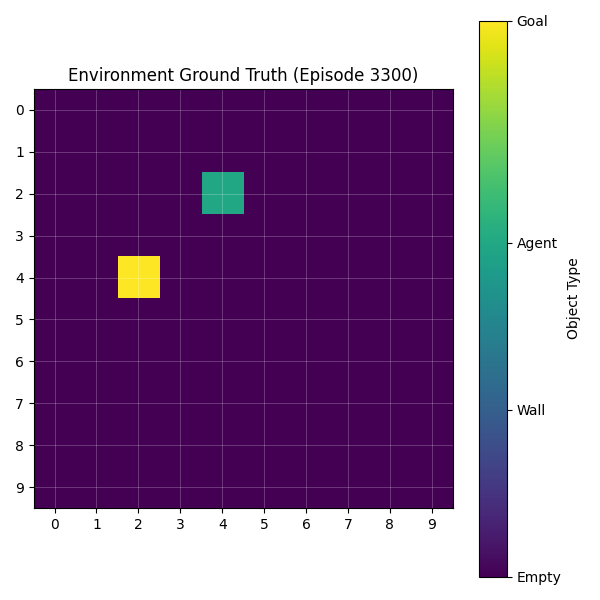 Environment Ground Truth (Episode 3300)
Goal
Agent
Wall
Empty
Object Type
0
1
2
3
4
5
6
7
8
9
0 1 2 3 4 5 6 7 8 9